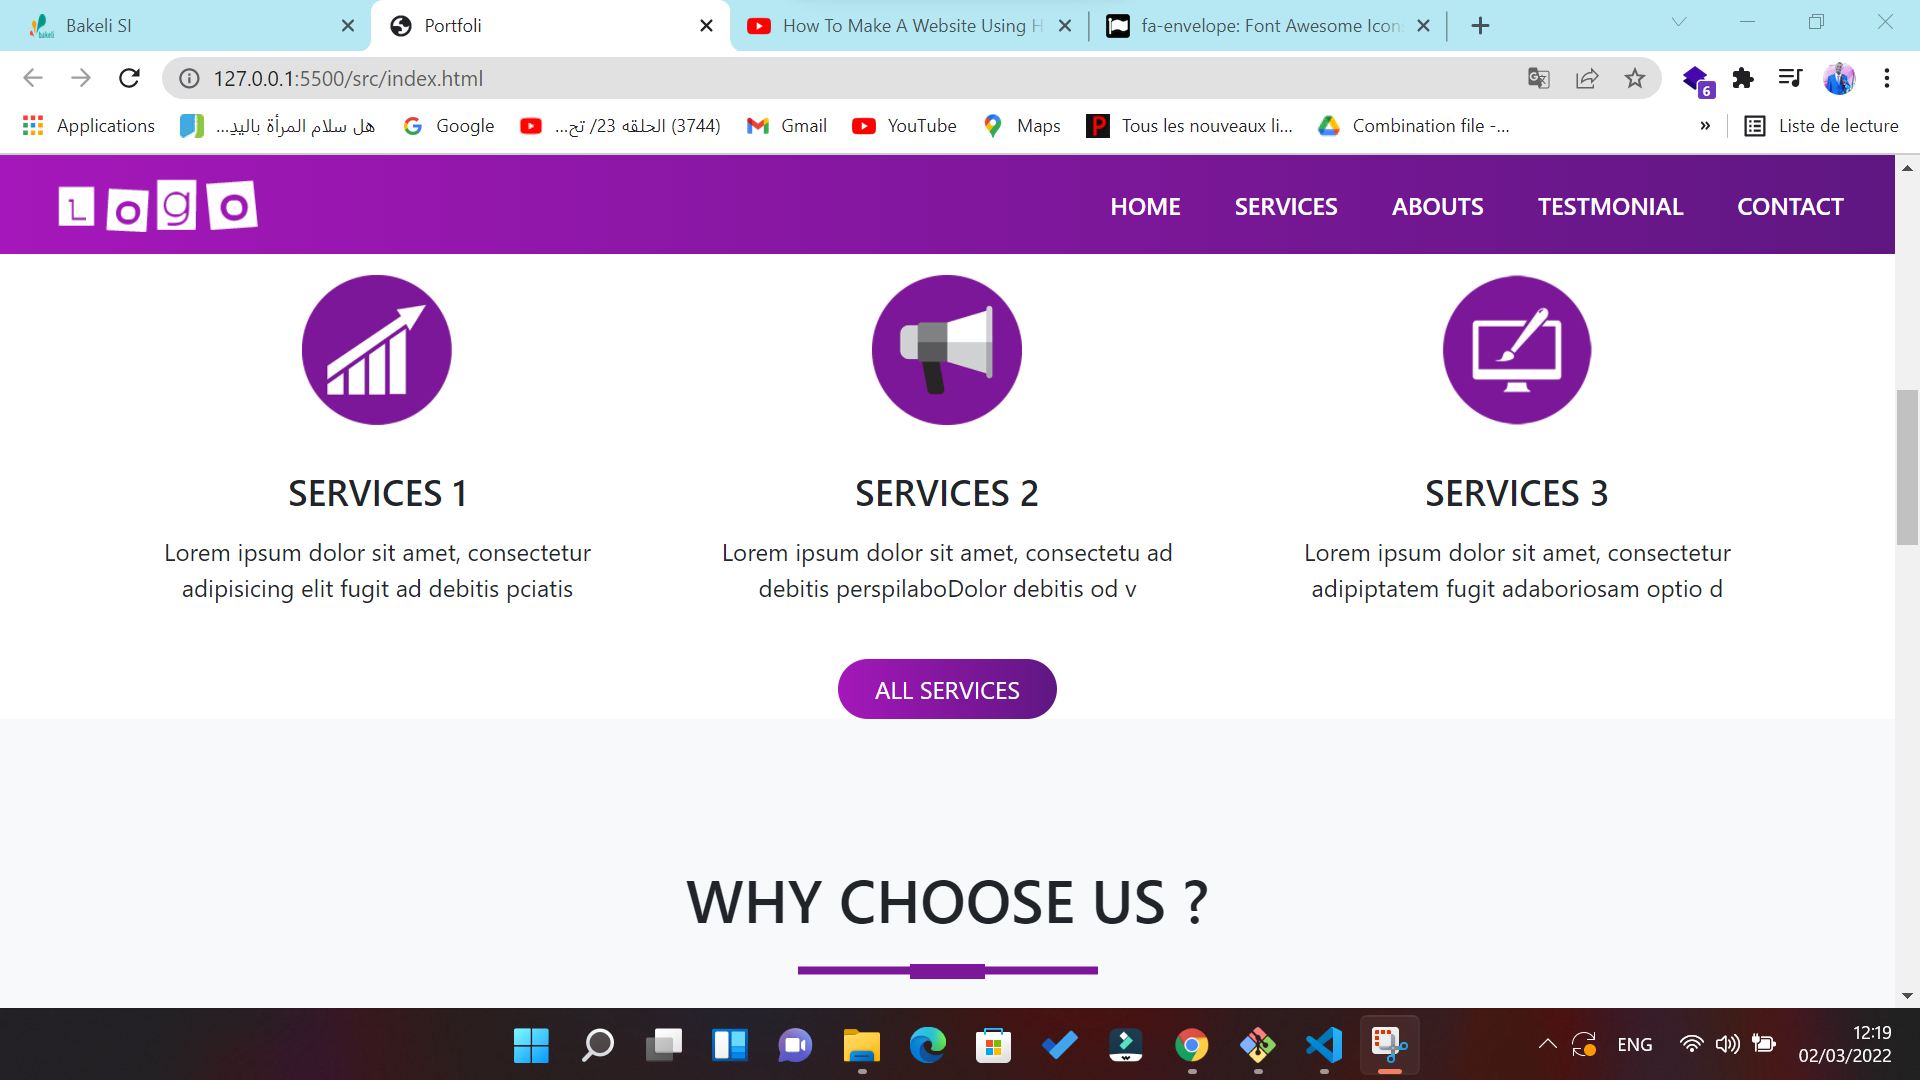 Bakeli SI
Portfoli
How To Make A Website Using H
fa-envelope: Font Awesome Icon
127.0.0.1:5500/src/index.html
6
Applications
هل سلام المرأة باليد...
Google
(3744) الحلقه 23/ تح...
Gmail
YouTube
Maps
Tous les nouveaux li...
Combination file -...
»
Liste de lecture
LOgO
HOME
SERVICES
ABOUTS
TESTMONIAL
CONTACT
SERVICES 1
Lorem ipsum dolor sit amet, consectetur
adipisicing elit fugit ad debitis pciatis
SERVICES 2
Lorem ipsum dolor sit amet, consectetu ad
debitis perspilaboDolor debitis od v
SERVICES 3
Lorem ipsum dolor sit amet, consectetur
adipiptatem fugit adaboriosam optio d
ALL SERVICES
WHY CHOOSE US ?
ENG
12:19
02/03/2022